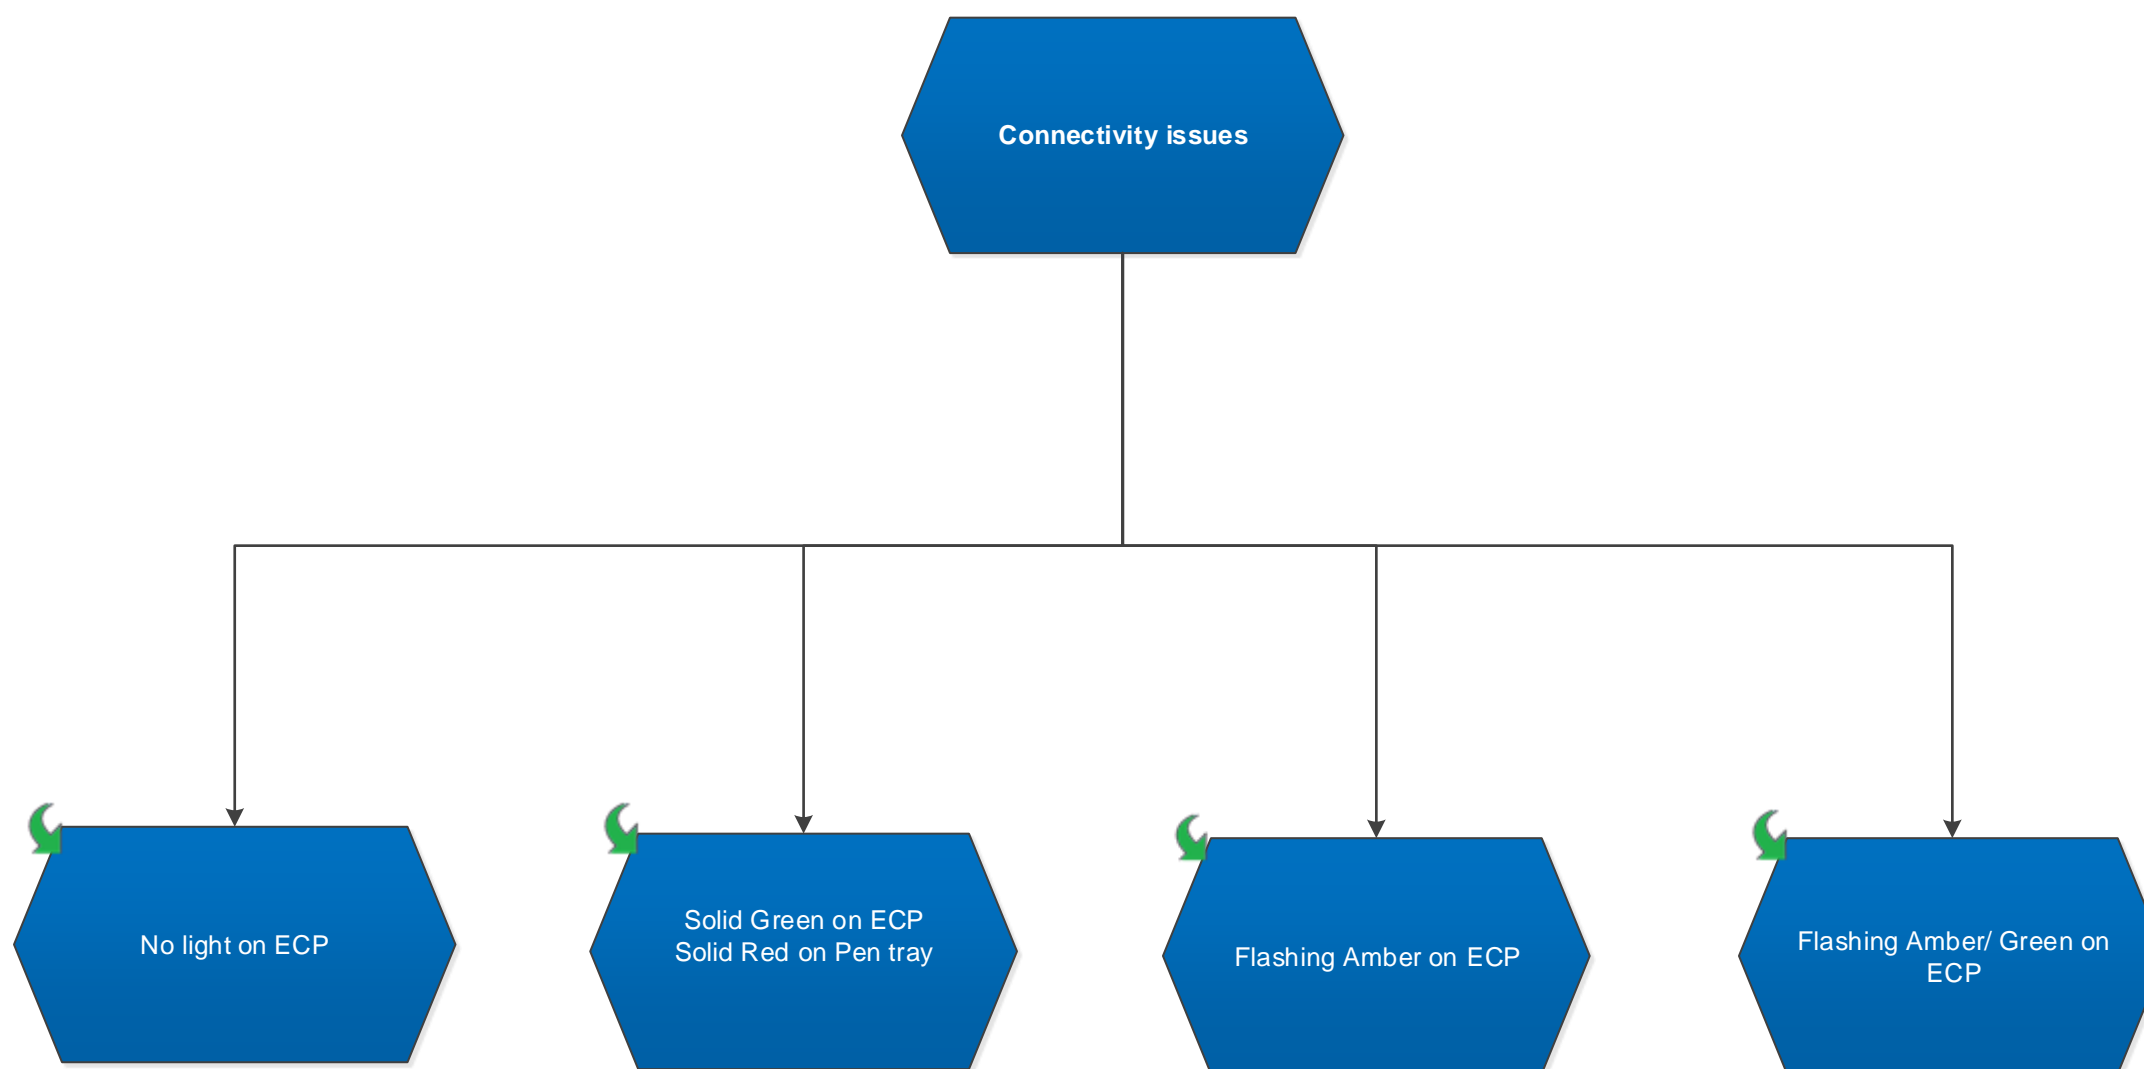 Connectivity issues
No light on ECP
Solid Green on ECP
Solid Red on Pen tray
Flashing Amber on ECP
Flashing Amber/ Green on
ECP